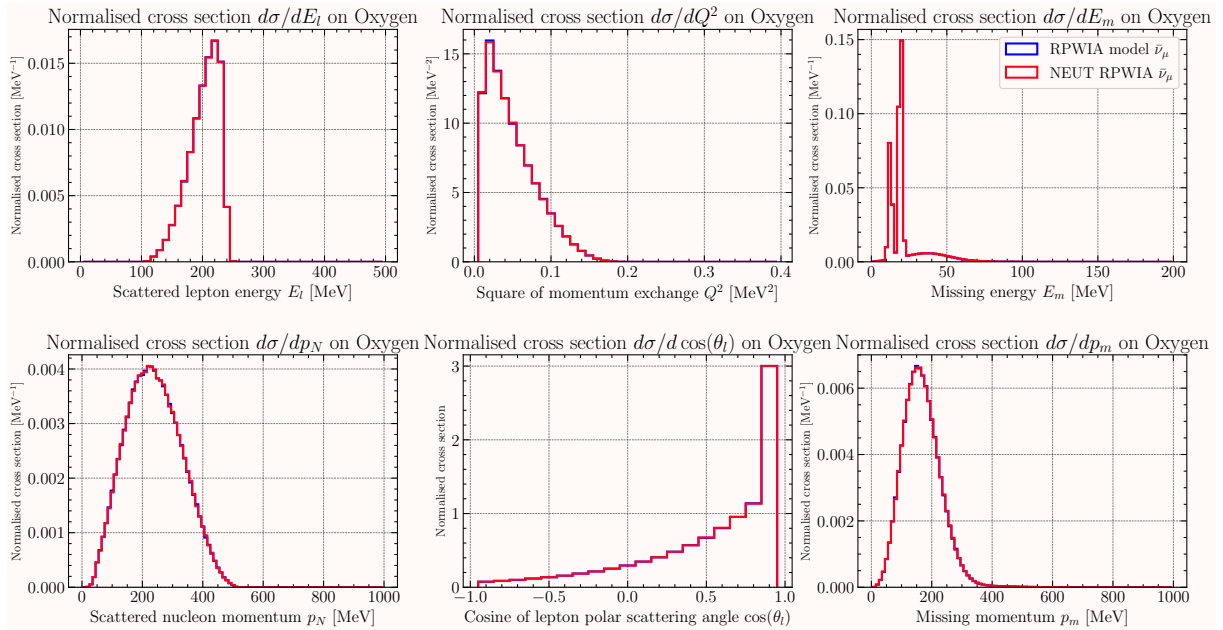 Normalised cross section dσ/dE_l on Oxygen
Normalised cross section [MeV⁻¹]
0.015
0.010
0.005
0.000
0 100 200 300 400 500
Scattered lepton energy E_l [MeV]
Normalised cross section dσ/dQ² on Oxygen
Normalised cross section [MeV⁻²]
15
10
5
0
0.0 0.1 0.2 0.3 0.4
Square of momentum exchange Q² [MeV²]
Normalised cross section dσ/dE_m on Oxygen
RPWIA model ν̄_μ
NEUT RPWIA ν̄_μ
Normalised cross section [MeV⁻¹]
0.15
0.10
0.05
0.00
0 50 100 150 200
Missing energy E_m [MeV]
Normalised cross section dσ/dp_N on Oxygen
Normalised cross section [MeV⁻¹]
0.004
0.003
0.002
0.001
0.000
0 200 400 600 800 1000
Scattered nucleon momentum p_N [MeV]
Normalised cross section dσ/d cos(θ_l) on Oxygen
Normalised cross section
3
2
1
0
−1.0 −0.5 0.0 0.5 1.0
Cosine of lepton polar scattering angle cos(θ_l)
Normalised cross section dσ/dp_m on Oxygen
Normalised cross section [MeV⁻¹]
0.006
0.004
0.002
0.000
0 200 400 600 800 1000
Missing momentum p_m [MeV]